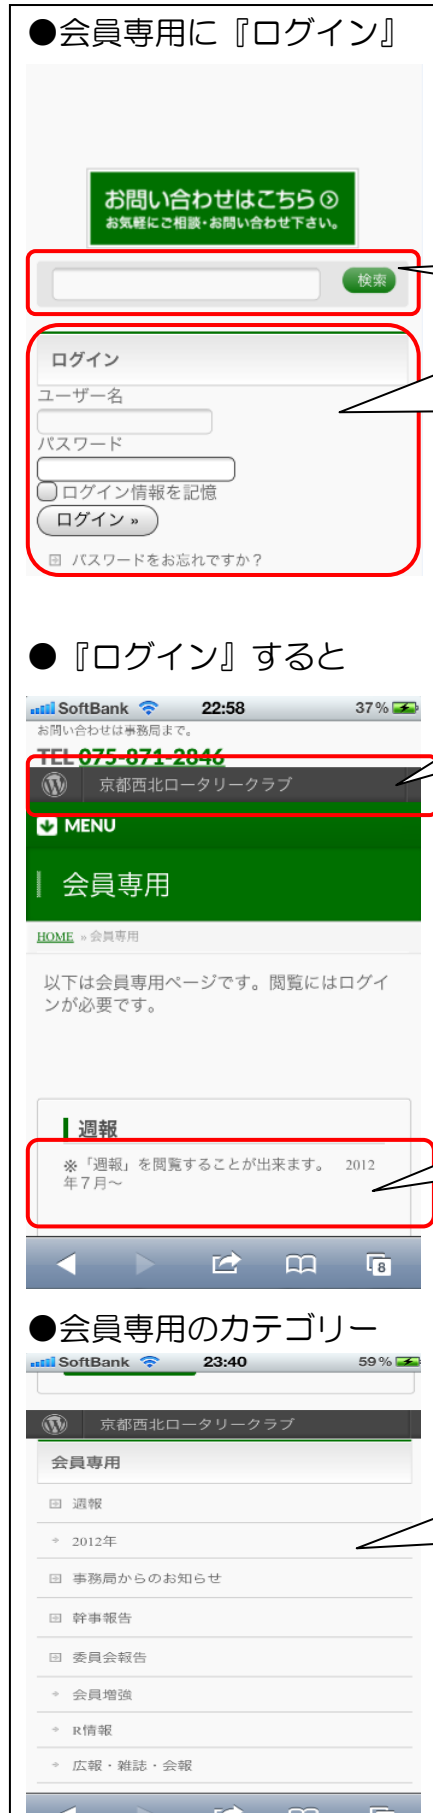 ●会員専用に『ログイン』
お問い合わせはこちら
お気軽にご相談・お問い合わせ下さい。
検索
ログイン
ユーザー名
パスワード
ログイン情報を記憶
ログイン »
パスワードをお忘れですか？
●『ログイン』すると
SoftBank 22:58 37%
お問い合わせは事務局まで。
TEL 075-871-2846
京都西北ロータリークラブ
MENU
会員専用
HOME » 会員専用
以下は会員専用ページです。閲覧にはログイ
ンが必要です。
週報
※「週報」を閲覧することが出来ます。 2012
年７月～
8
●会員専用のカテゴリー
SoftBank 23:40 59%
京都西北ロータリークラブ
会員専用
週報
2012年
事務局からのお知らせ
幹事報告
委員会報告
会員増強
R情報
広報・雑誌・会報